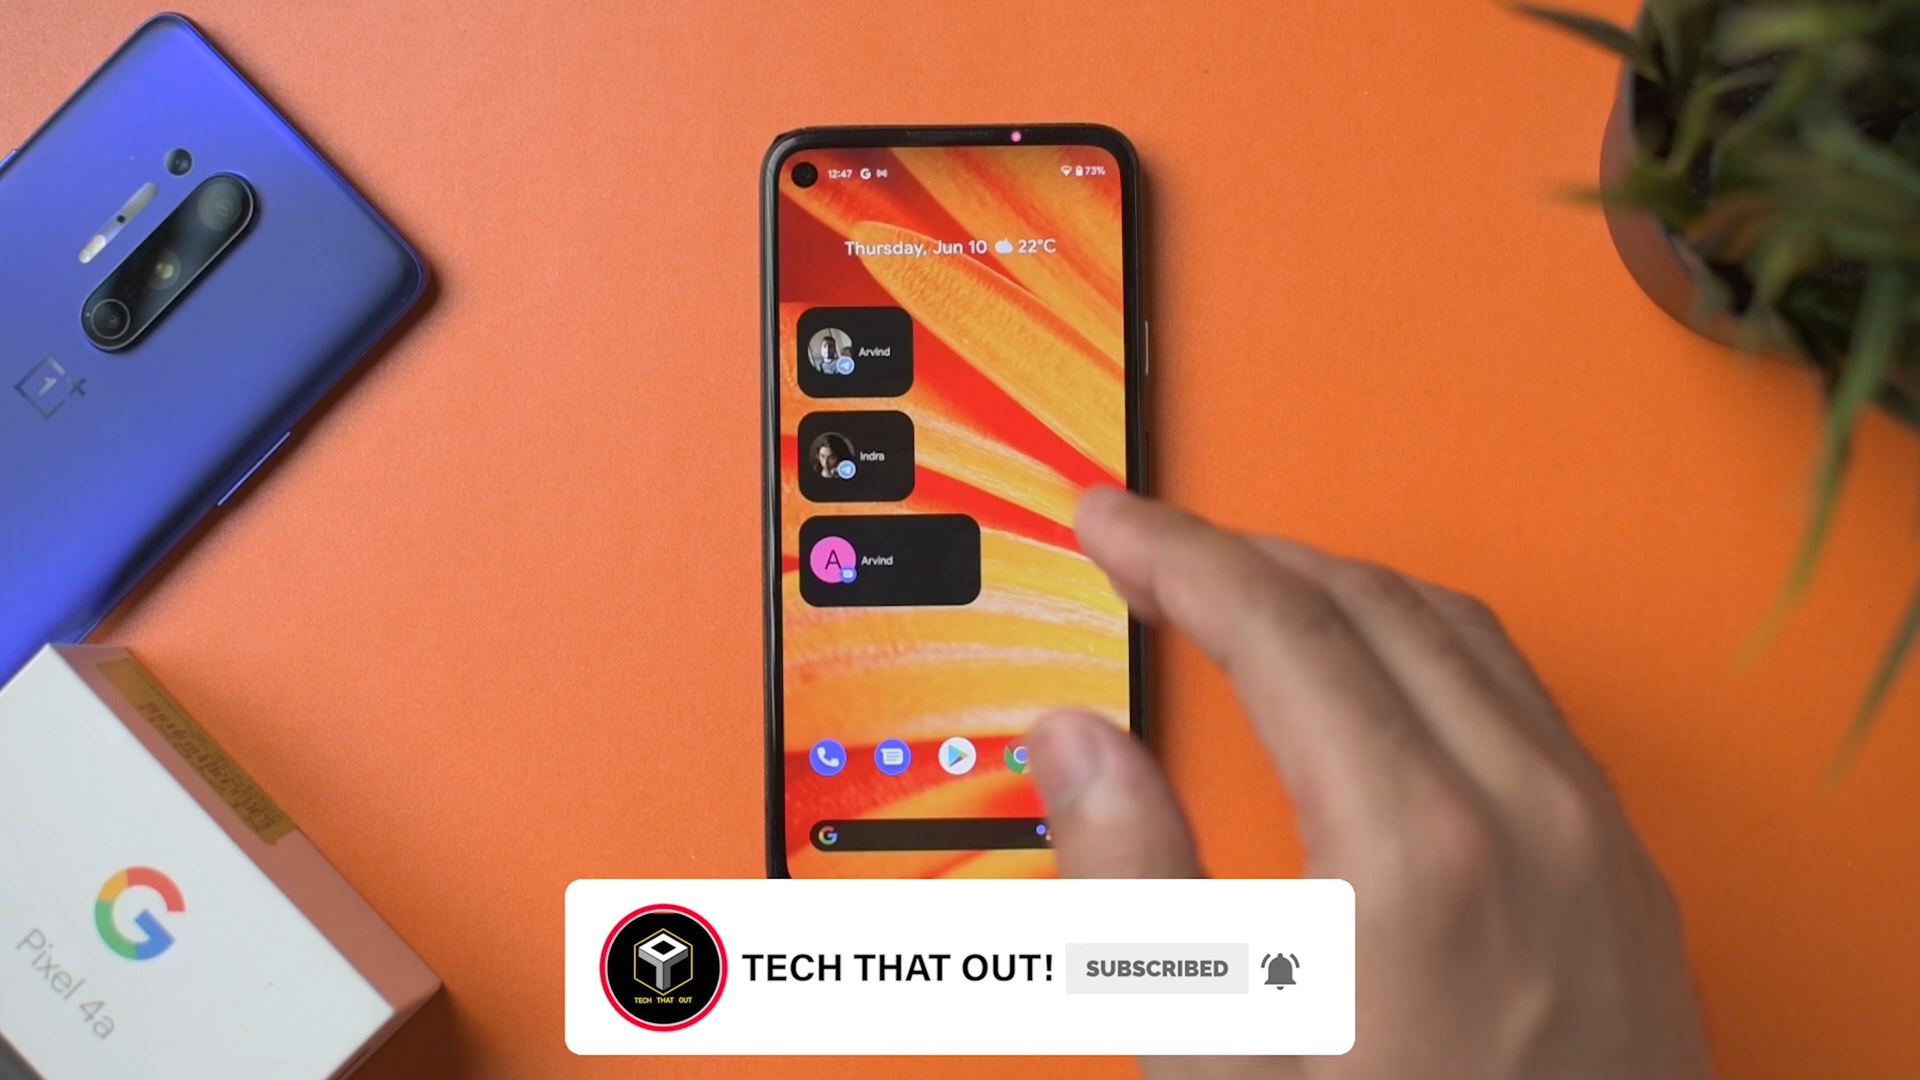 12:47
73%
Thursday, Jun 10 22°C
Arvind
Indra
A
Arvind
G
1+
G
Pixel 4a
TECH THAT OUT
TECH THAT OUT!
SUBSCRIBED